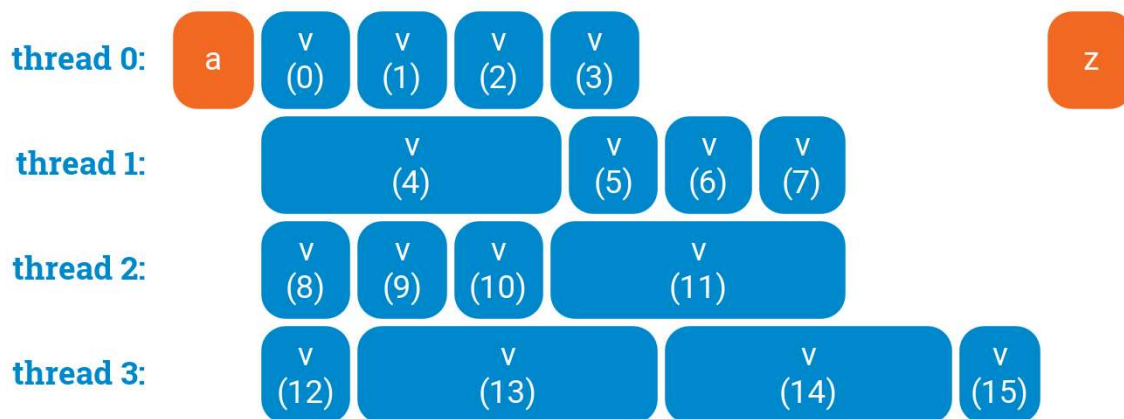 thread 0: a v v v v z
(0) (1) (2) (3)
thread 1: v v v v
(4) (5) (6) (7)
thread 2: v v v v
(8) (9) (10) (11)
thread 3: v v v v
(12) (13) (14) (15)